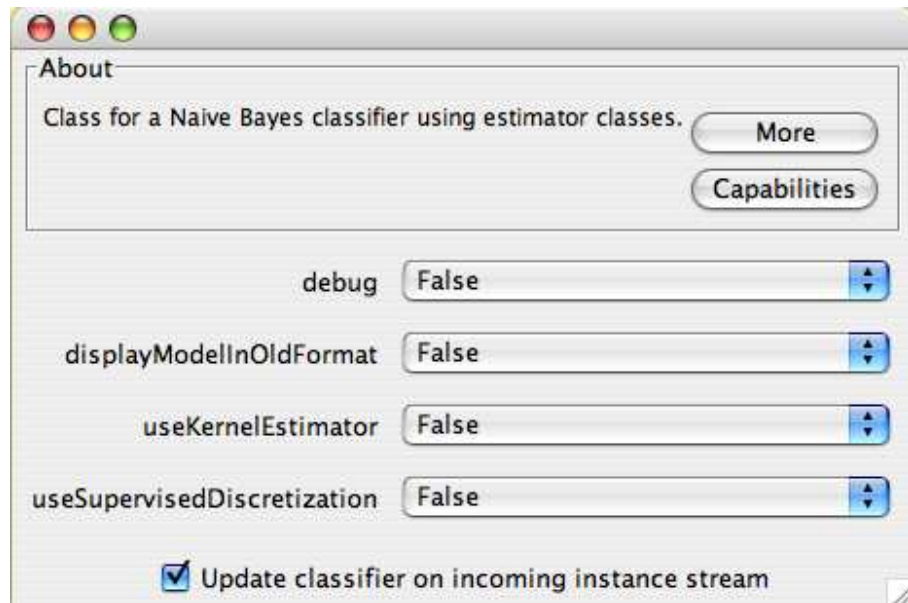 About
Class for a Naive Bayes classifier using estimator classes.
More
Capabilities
debug False
displayModelInOldFormat False
useKernelEstimator False
useSupervisedDiscretization False
Update classifier on incoming instance stream